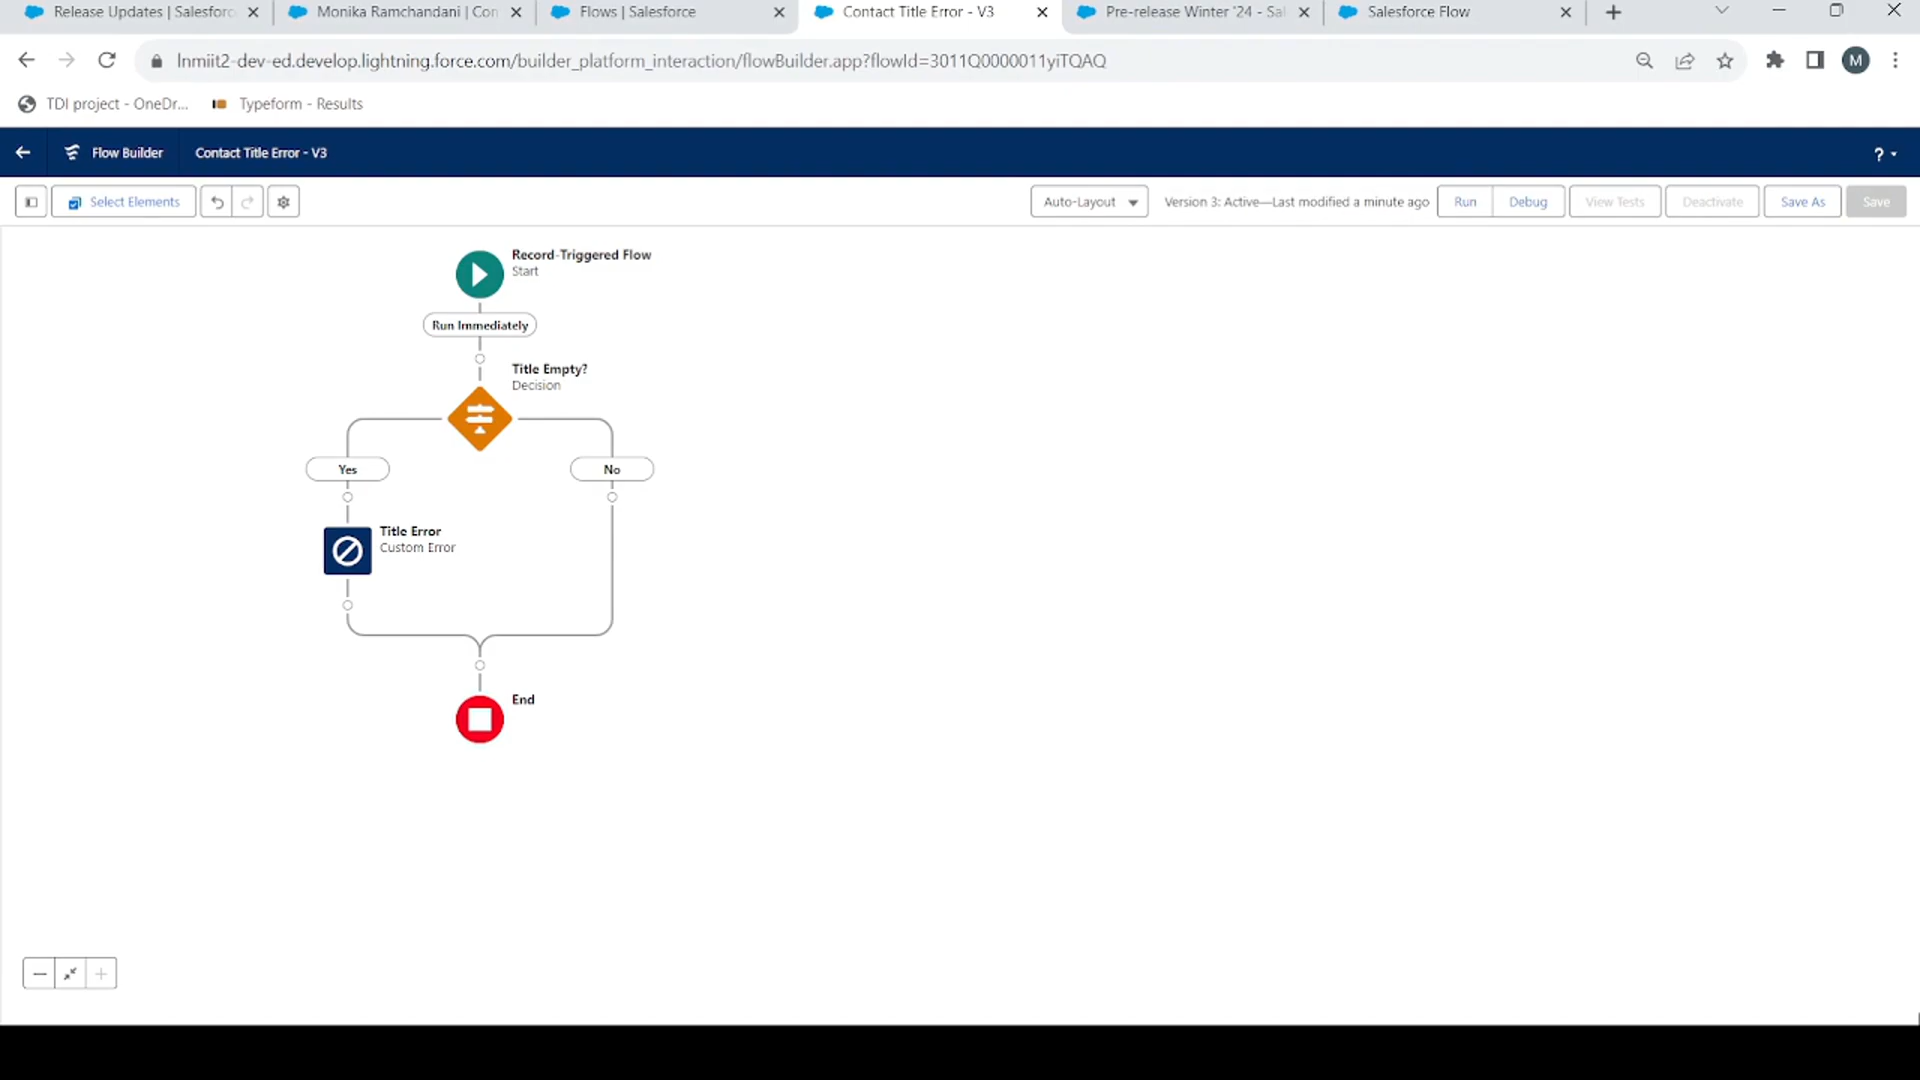 Release Updates | Salesforc
Monika Ramchandani | Con
Flows | Salesforce
Contact Title Error - V3
Pre-release Winter '24 - Sal
Salesforce Flow
lnmiit2-dev-ed.develop.lightning.force.com/builder_platform_interaction/flowBuilder.app?flowId=3011Q0000011yiTQAQ
M
TDI project - OneDr...
Typeform - Results
Flow Builder
Contact Title Error - V3
?
Select Elements
Auto-Layout
Version 3: Active—Last modified a minute ago
Run
Debug
View Tests
Deactivate
Save As
Save
Record-Triggered Flow
Start
Run Immediately
Title Empty?
Decision
Yes
No
Title Error
Custom Error
End